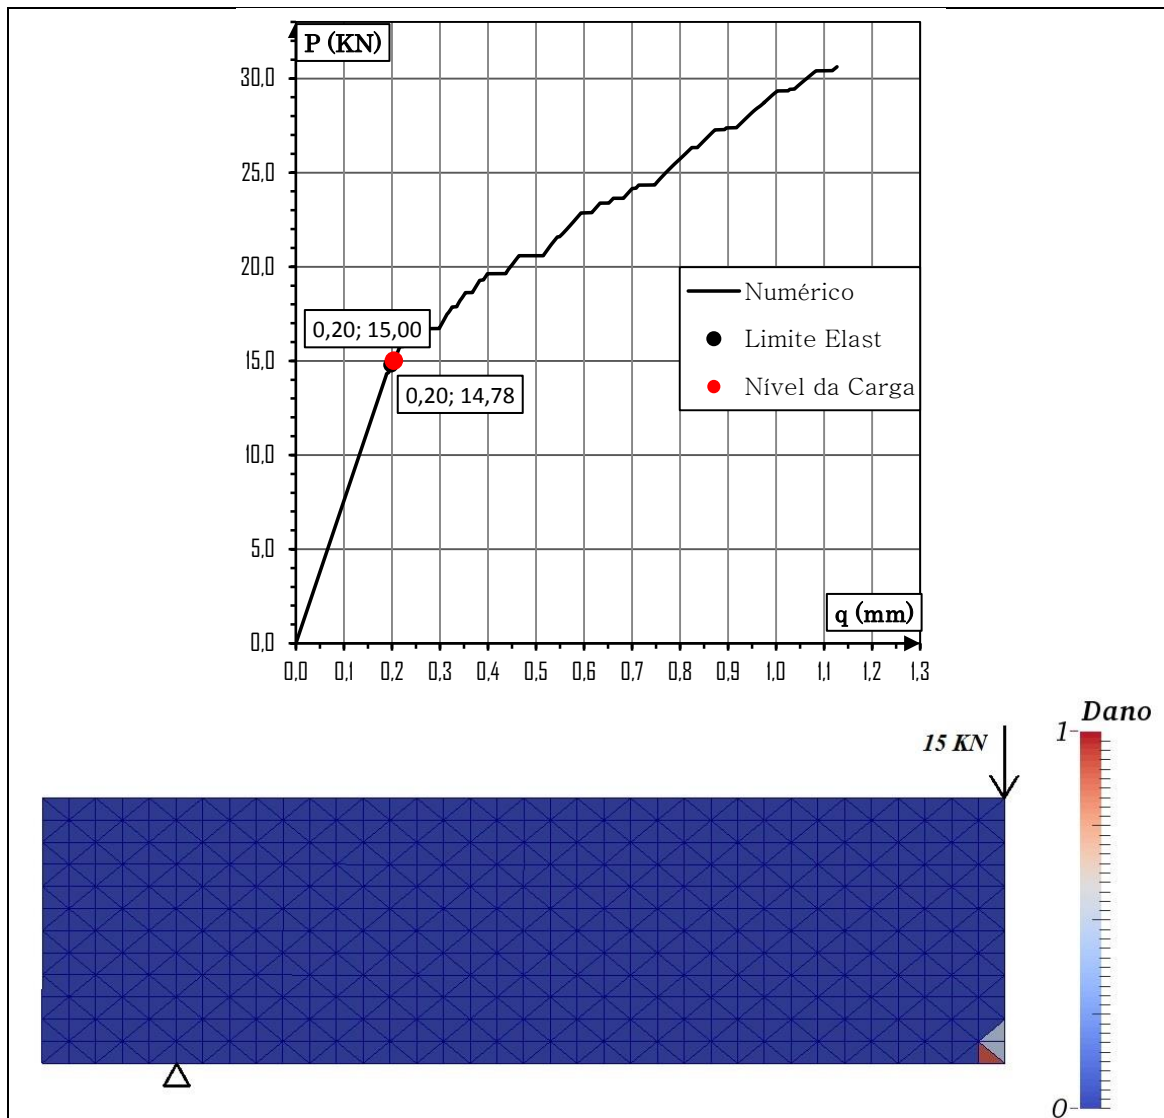 P (KN)
30,0
25,0
20,0
15,0
10,0
5,0
0,0
0,20; 15,00
0,20; 14,78
Numérico
Limite Elast
Nível da Carga
q (mm)
0,0 0,1 0,2 0,3 0,4 0,5 0,6 0,7 0,8 0,9 1,0 1,1 1,2 1,3
15 KN
Dano
1
0